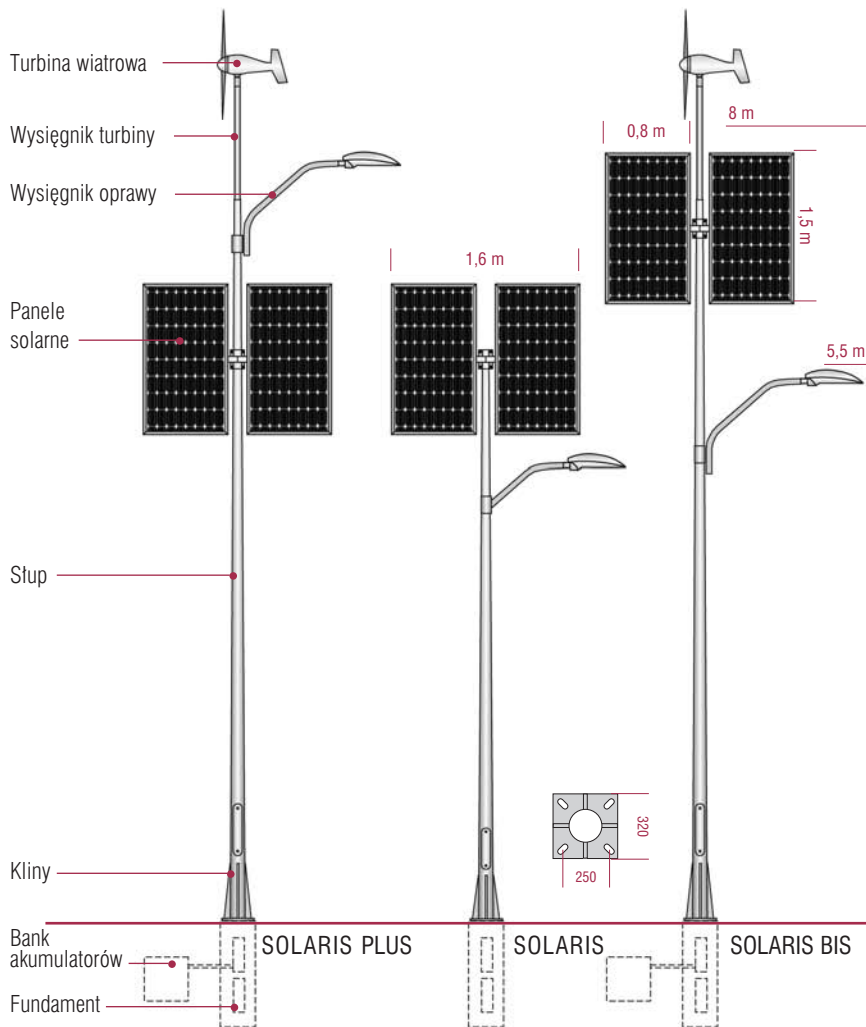 Turbina wiatrowa
Wysięgnik turbiny
Wysięgnik oprawy
Panele
solarne
Słup
Kliny
Bank
akumulatorów
Fundament
1,6 m
0,8 m
8 m
1,5 m
5,5 m
320
250
SOLARIS PLUS
SOLARIS
SOLARIS BIS